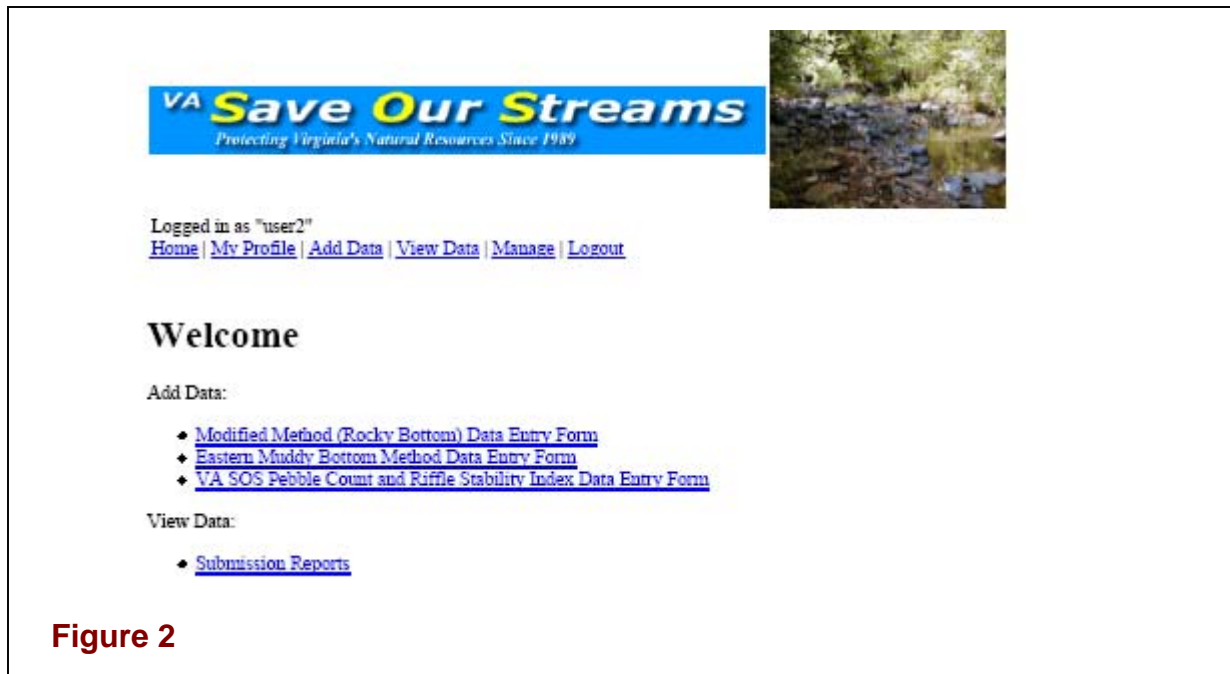 VA Save Our Streams
Protecting Virginia's Natural Resources Since 1989
Logged in as "user2"
Home | My Profile | Add Data | View Data | Manage | Logout
Welcome
Add Data:
Modified Method (Rocky Bottom) Data Entry Form
Eastern Muddy Bottom Method Data Entry Form
VA SOS Pebble Count and Riffle Stability Index Data Entry Form
View Data:
Submission Reports
Figure 2